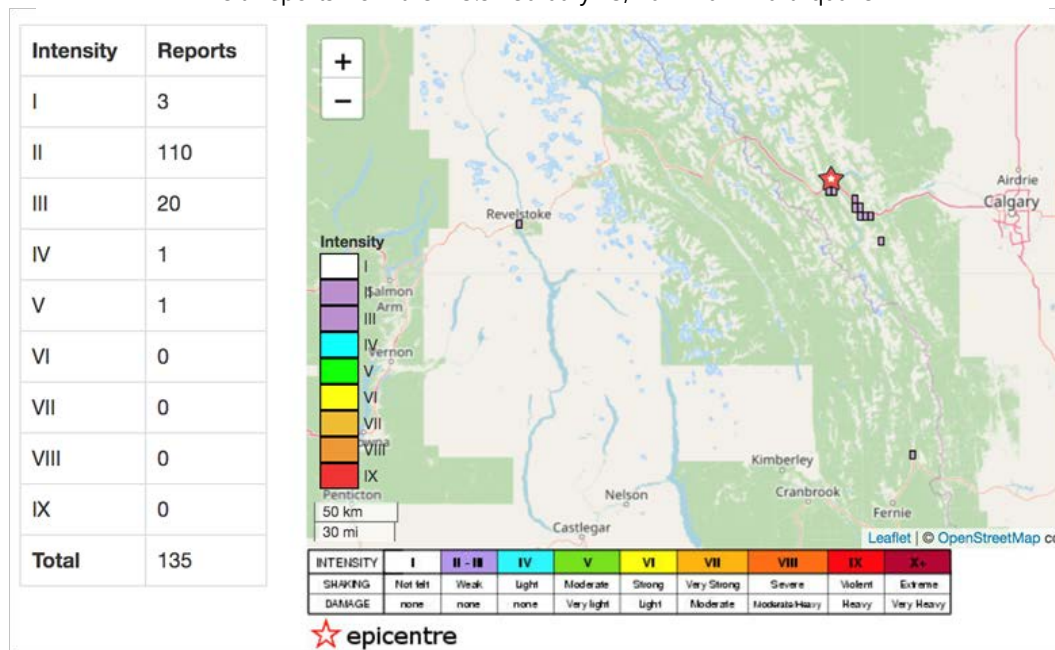 Intensity Reports
I 3
II 110
III 20
IV 1
V 1
VI 0
VII 0
VIII 0
IX 0
Total 135
+
−
Airdrie
Calgary
Revelstoke
Intensity
I
II
Salmon
Arm
III
IV
Vernon
V
VI
VII
VIII
IX
Penticton
50 km
30 mi
Kimberley
Cranbrook
Nelson
Fernie
Castlegar
Leaflet | © OpenStreetMap co
INTENSITY I II - III IV V VI VII VIII IX X+
SHAKING Not felt Weak Light Moderate Strong Very Strong Severe Violent Extreme
DAMAGE none none none Very light Light Moderate Moderate/Heavy Heavy Very Heavy
epicentre